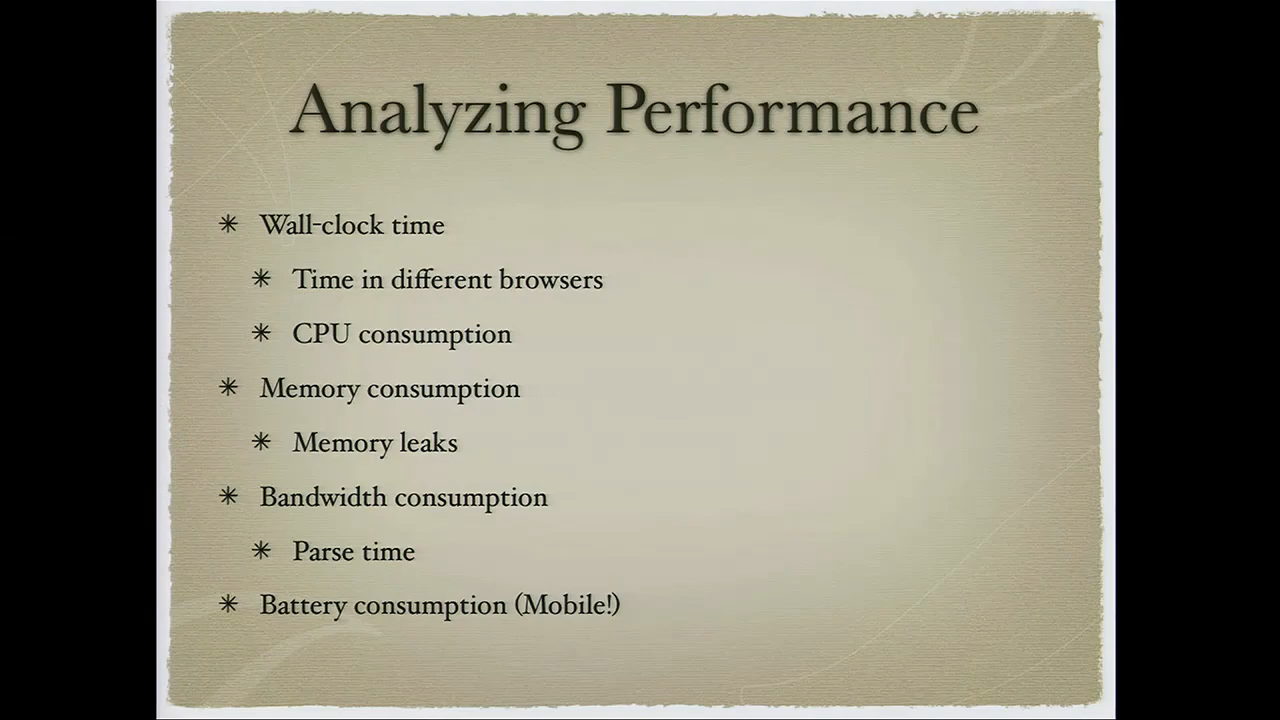 Analyzing Performance
✳ Wall-clock time
✳ Time in different browsers
✳ CPU consumption
✳ Memory consumption
✳ Memory leaks
✳ Bandwidth consumption
✳ Parse time
✳ Battery consumption (Mobile!)